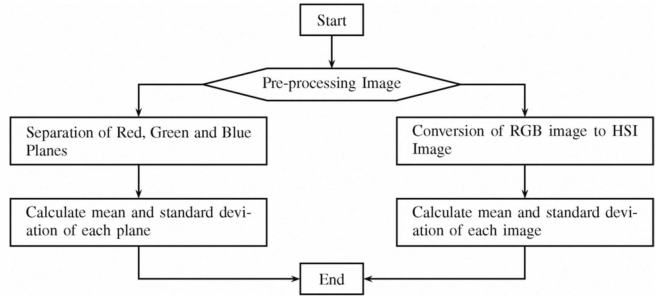 Start
Pre-processing Image
Separation of Red, Green and Blue
Planes
Conversion of RGB image to HSI
Image
Calculate mean and standard devi-
ation of each plane
Calculate mean and standard devi-
ation of each image
End